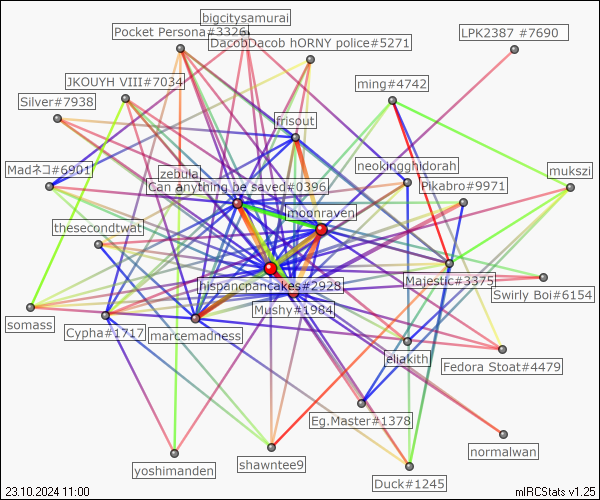 bigcitysamurai
Pocket Persona#3326
LPK2387 #7690
DacobDacob hORNY police#5271
JKOUYH VIII#7034
ming#4742
Silver#7938
frisout
Madネコ#6901
zebula
neokingghidorah
mukszi
Can anything be saved#0396
Pikabro#9971
moonraven
thesecondtwat
hispancpancakes#2928
Majestic#3375
Swirly Boi#6154
Mushy#1984
somass
Cypha#1717
marcemadness
eliakith
Fedora Stoat#4479
Eg.Master#1378
normalwan
shawntee9
yoshimanden
Duck#1245
23.10.2024 11:00
mIRCStats v1.25